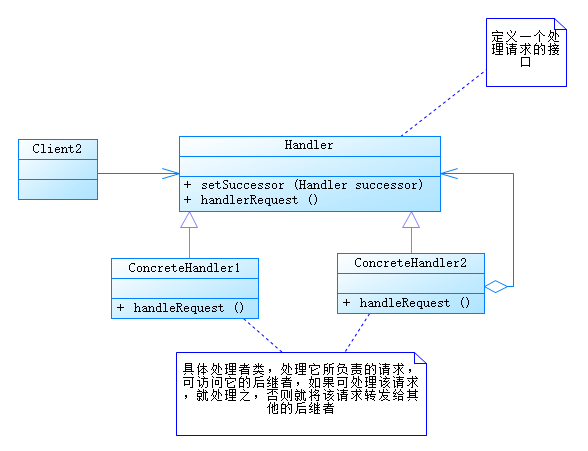 定义一个处
理请求的接
口
Client2
Handler
+ setSuccessor (Handler successor)
+ handlerRequest ()
ConcreteHandler1
+ handleRequest ()
ConcreteHandler2
+ handleRequest ()
具体处理者类，处理它所负责的请求，
可访问它的后继者，如果可处理该请求
，就处理之，否则就将该请求转发给其
他的后继者